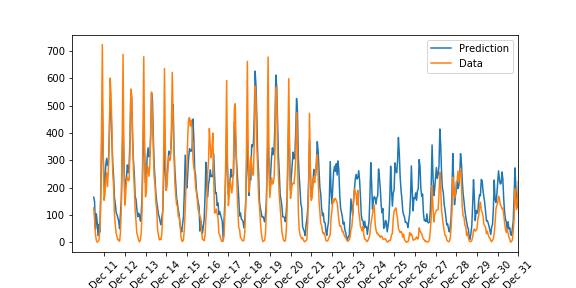 700
600
500
400
300
200
100
0
Prediction
Data
Dec 11
Dec 12
Dec 13
Dec 14
Dec 15
Dec 16
Dec 17
Dec 18
Dec 19
Dec 20
Dec 21
Dec 22
Dec 23
Dec 24
Dec 25
Dec 26
Dec 27
Dec 28
Dec 29
Dec 30
Dec 31